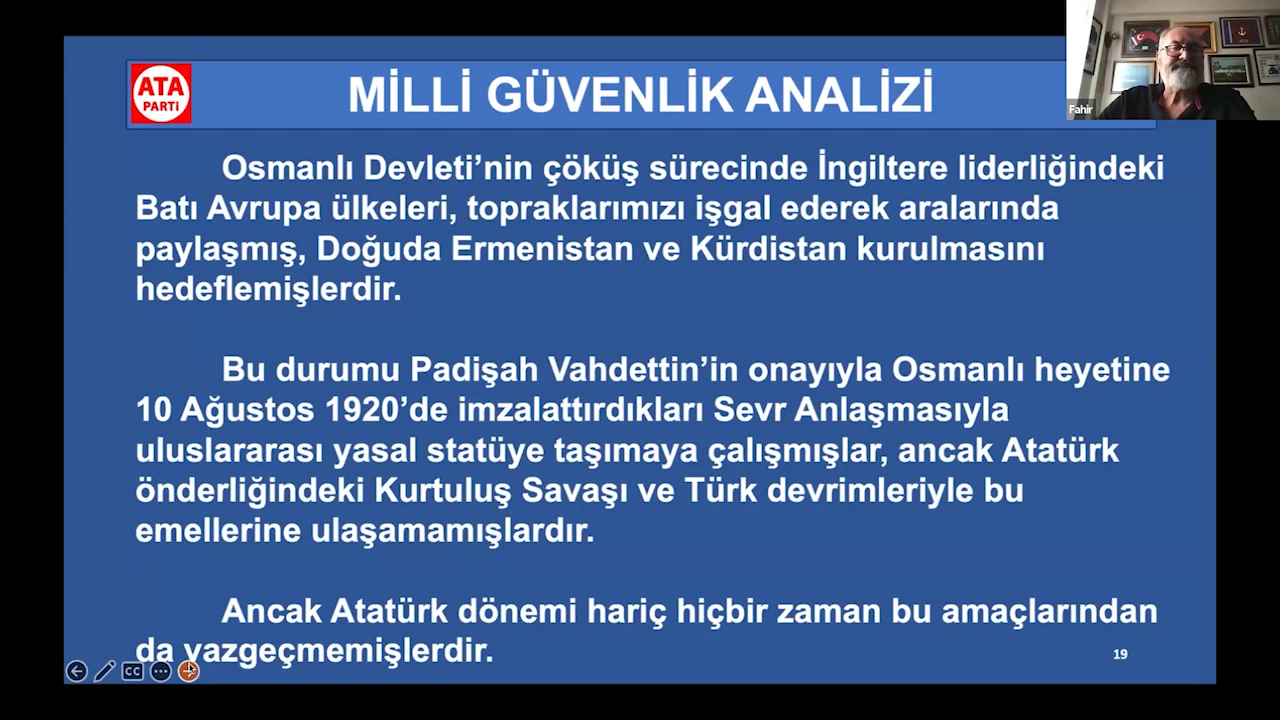 ATA
PARTİ
MİLLİ GÜVENLİK ANALİZİ
Fahir
Osmanlı Devleti’nin çöküş sürecinde İngiltere liderliğindeki
Batı Avrupa ülkeleri, topraklarımızı işgal ederek aralarında
paylaşmış, Doğuda Ermenistan ve Kürdistan kurulmasını
hedeflemişlerdir.
Bu durumu Padişah Vahdettin’in onayıyla Osmanlı heyetine
10 Ağustos 1920’de imzalattırdıkları Sevr Anlaşmasıyla
uluslararası yasal statüye taşımaya çalışmışlar, ancak Atatürk
önderliğindeki Kurtuluş Savaşı ve Türk devrimleriyle bu
emellerine ulaşamamışlardır.
Ancak Atatürk dönemi hariç hiçbir zaman bu amaçlarından
da vazgeçmemişlerdir.
19
CC